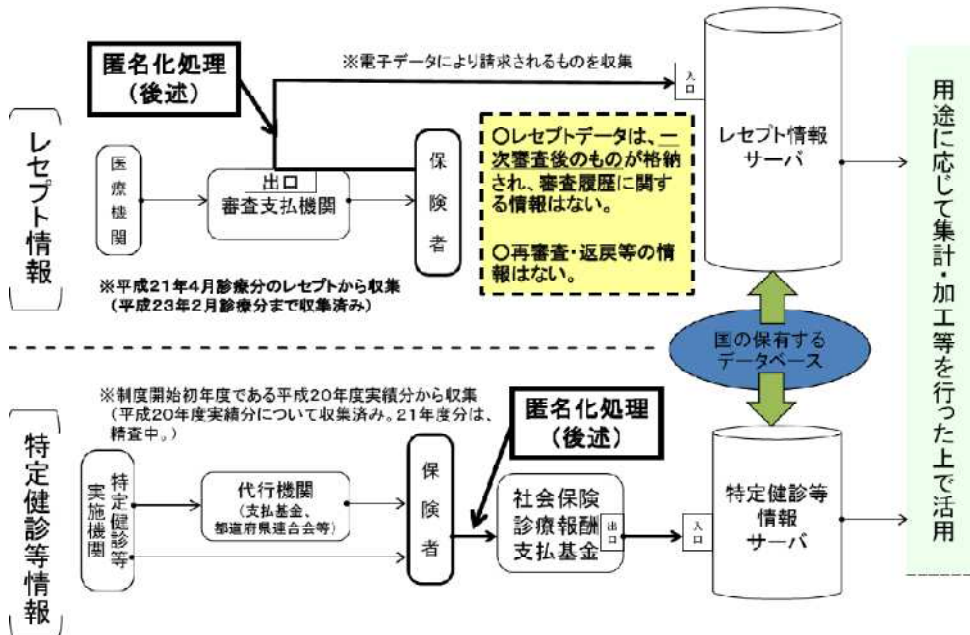 レセプト情報
匿名化処理
(後述)
※電子データにより請求されるものを収集
医療機関
出口
審査支払機関
保険者
○レセプトデータは、一
次審査後のものが格納
され、審査履歴に関す
る情報はない。
○再審査・返戻等の情
報はない。
入口
レセプト情報
サーバ
※平成21年4月診療分のレセプトから収集
(平成23年2月診療分まで収集済み)
国の保有する
データベース
用途に応じて集計・加工等を行った上で活用
特定健診等情報
※制度開始初年度である平成20年度実績分から収集
(平成20年度実績分について収集済み。21年度分は、
精査中。)
匿名化処理
(後述)
特定健診等
実施機関
代行機関
(支払基金、
都道府県連合会等)
保険者
社会保険
診療報酬
支払基金
出口
入口
特定健診等
情報
サーバ